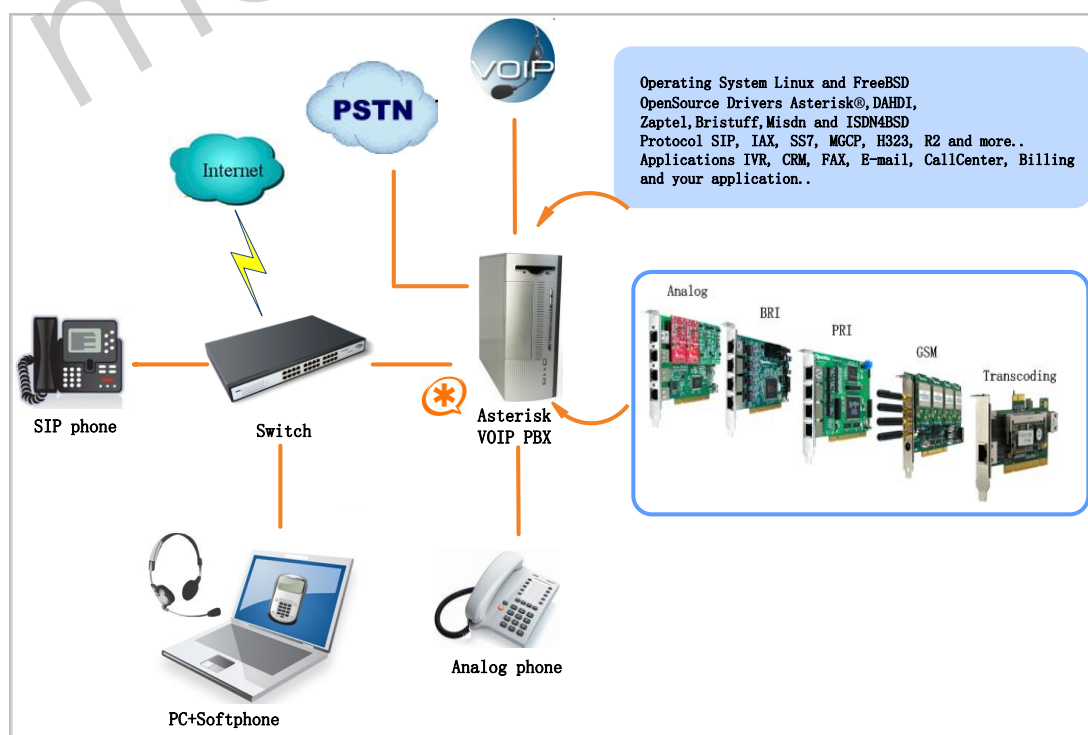 VOIP
PSTN
Internet
Operating System Linux and FreeBSD
OpenSource Drivers Asterisk®,DAHDI,
Zaptel,Bristuff,Misdn and ISDN4BSD
Protocol SIP, IAX, SS7, MGCP, H323, R2 and more..
Applications IVR, CRM, FAX, E-mail, CallCenter, Billing
and your application..
Analog
BRI
PRI
GSM
Transcoding
SIP phone
Switch
Asterisk
VOIP PBX
Analog phone
PC+Softphone